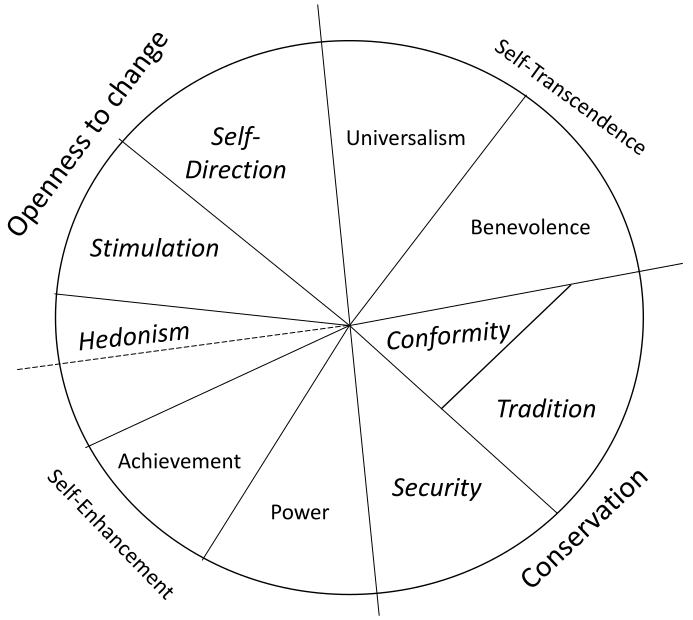 Openness to change
Self-Transcendence
Self-
Direction
Universalism
Stimulation
Benevolence
Hedonism
Conformity
Tradition
Achievement
Security
Power
Self-Enhancement
Conservation